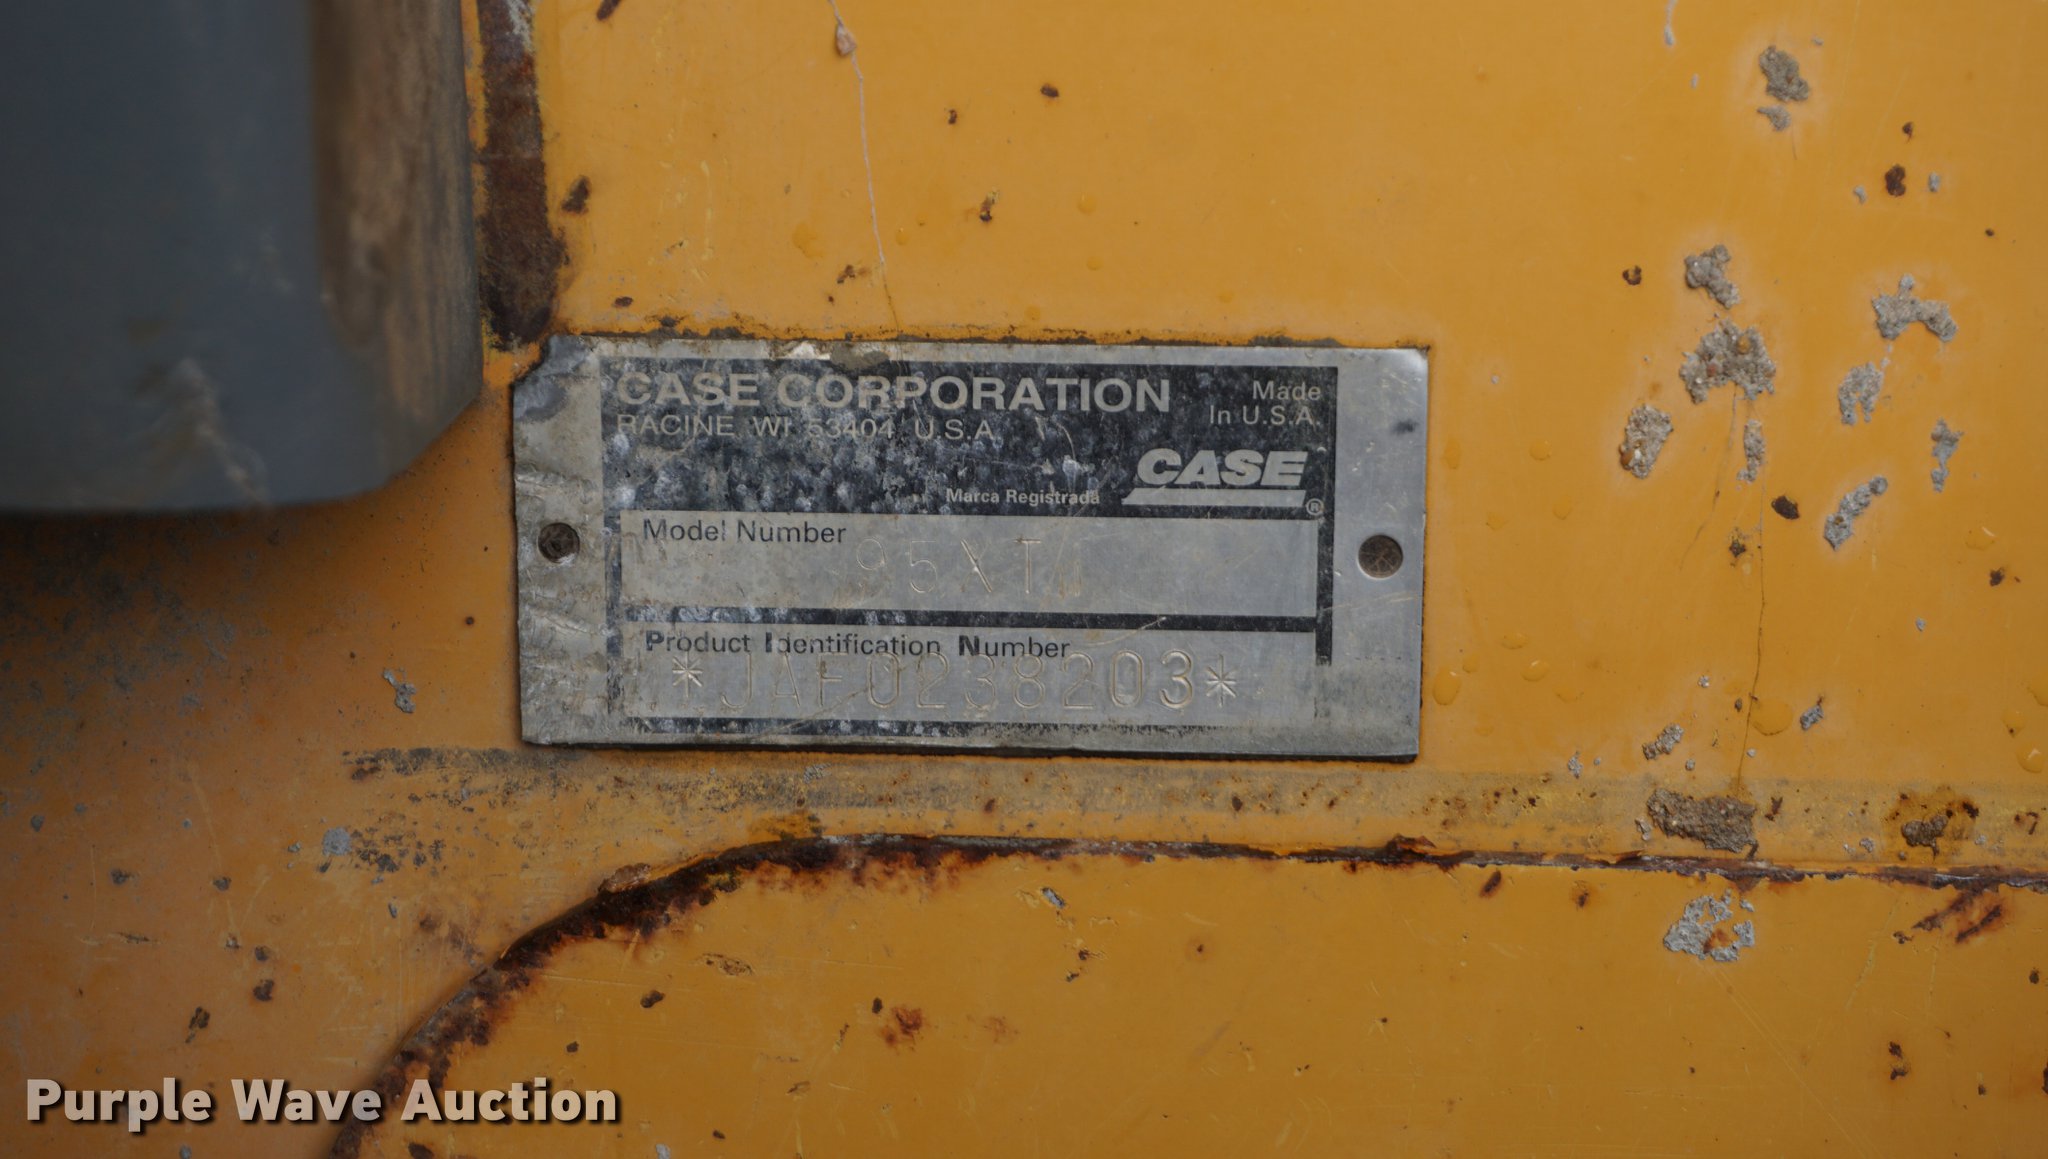 CASE CORPORATION
RACINE WI 53404 U.S.A.
Made
In U.S.A.
CASE
Marca Registrada
®
Model Number
95XT
Product Identification Number
*JAF0238203*
Purple Wave Auction